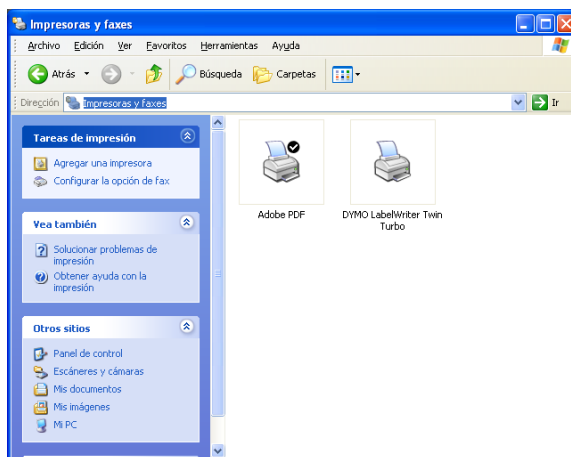 Impresoras y faxes
Archivo Edición Ver Favoritos Herramientas Ayuda
Atrás Búsqueda Carpetas
Dirección Impresoras y faxes Ir
Tareas de impresión
Agregar una impresora
Configurar la opción de fax
Vea también
Solucionar problemas de
impresión
Obtener ayuda con la
impresión
Otros sitios
Panel de control
Escáneres y cámaras
Mis documentos
Mis imágenes
Mi PC
Adobe PDF
DYMO LabelWriter Twin
Turbo